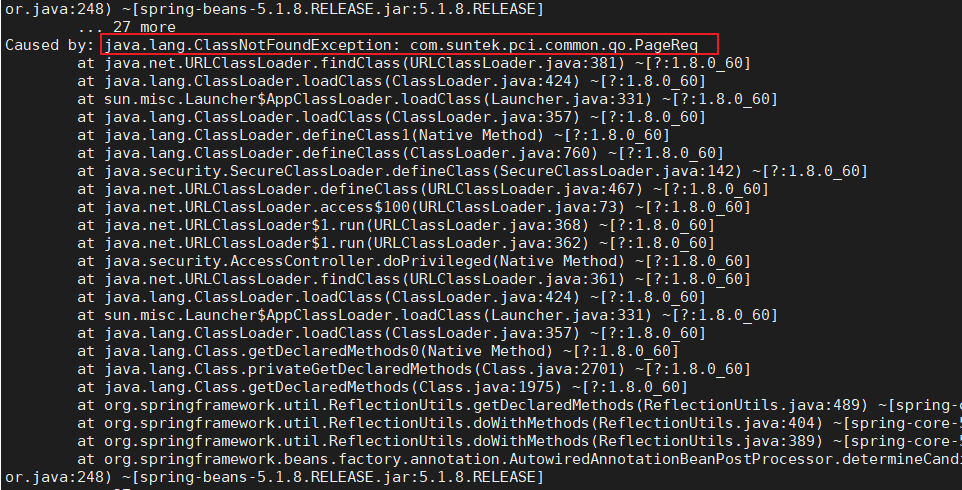 or.java:248) ~[spring-beans-5.1.8.RELEASE.jar:5.1.8.RELEASE]
... 27 more
Caused by: java.lang.ClassNotFoundException: com.suntek.pci.common.qo.PageReq
at java.net.URLClassLoader.findClass(URLClassLoader.java:381) ~[?:1.8.0_60]
at java.lang.ClassLoader.loadClass(ClassLoader.java:424) ~[?:1.8.0_60]
at sun.misc.Launcher$AppClassLoader.loadClass(Launcher.java:331) ~[?:1.8.0_60]
at java.lang.ClassLoader.loadClass(ClassLoader.java:357) ~[?:1.8.0_60]
at java.lang.ClassLoader.defineClass1(Native Method) ~[?:1.8.0_60]
at java.lang.ClassLoader.defineClass(ClassLoader.java:760) ~[?:1.8.0_60]
at java.security.SecureClassLoader.defineClass(SecureClassLoader.java:142) ~[?:1.8.0_60]
at java.net.URLClassLoader.defineClass(URLClassLoader.java:467) ~[?:1.8.0_60]
at java.net.URLClassLoader.access$100(URLClassLoader.java:73) ~[?:1.8.0_60]
at java.net.URLClassLoader$1.run(URLClassLoader.java:368) ~[?:1.8.0_60]
at java.net.URLClassLoader$1.run(URLClassLoader.java:362) ~[?:1.8.0_60]
at java.security.AccessController.doPrivileged(Native Method) ~[?:1.8.0_60]
at java.net.URLClassLoader.findClass(URLClassLoader.java:361) ~[?:1.8.0_60]
at java.lang.ClassLoader.loadClass(ClassLoader.java:424) ~[?:1.8.0_60]
at sun.misc.Launcher$AppClassLoader.loadClass(Launcher.java:331) ~[?:1.8.0_60]
at java.lang.ClassLoader.loadClass(ClassLoader.java:357) ~[?:1.8.0_60]
at java.lang.Class.getDeclaredMethods0(Native Method) ~[?:1.8.0_60]
at java.lang.Class.privateGetDeclaredMethods(Class.java:2701) ~[?:1.8.0_60]
at java.lang.Class.getDeclaredMethods(Class.java:1975) ~[?:1.8.0_60]
at org.springframework.util.ReflectionUtils.getDeclaredMethods(ReflectionUtils.java:489) ~[spring-co
at org.springframework.util.ReflectionUtils.doWithMethods(ReflectionUtils.java:404) ~[spring-core-5
at org.springframework.util.ReflectionUtils.doWithMethods(ReflectionUtils.java:389) ~[spring-core-5
at org.springframework.beans.factory.annotation.AutowiredAnnotationBeanPostProcessor.determineCandi
or.java:248) ~[spring-beans-5.1.8.RELEASE.jar:5.1.8.RELEASE]